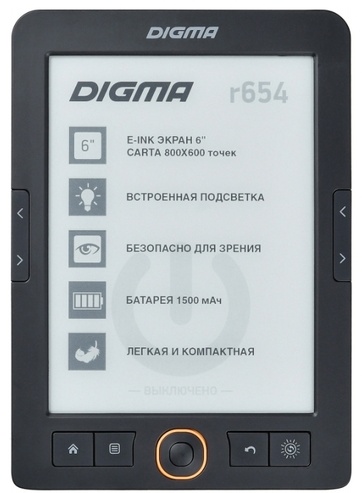 DIGMA
DIGMA r654
6"
E-INK ЭКРАН 6"
CARTA 800X600 точек
ВСТРОЕННАЯ ПОДСВЕТКА
БЕЗОПАСНО ДЛЯ ЗРЕНИЯ
БАТАРЕЯ 1500 мАч
ЛЕГКАЯ И КОМПАКТНАЯ
— ВЫКЛЮЧЕНО —